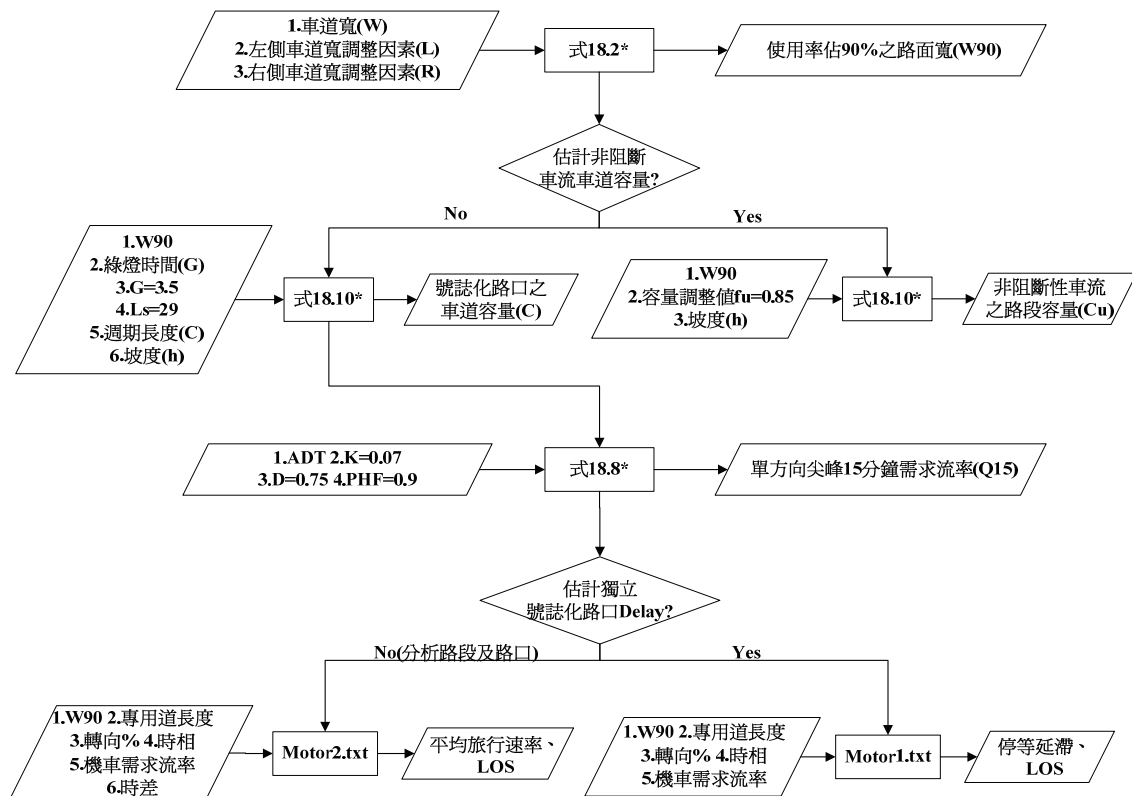 1.車道寬(W)
2.左側車道寬調整因素(L)
3.右側車道寬調整因素(R)
式18.2*
使用率佔90%之路面寬(W90)
估計非阻斷
車流車道容量?
No
Yes
1.W90
2.綠燈時間(G)
3.G=3.5
4.Ls=29
5.週期長度(C)
6.坡度(h)
式18.10*
號誌化路口之
車道容量(C)
1.W90
2.容量調整値fu=0.85
3.坡度(h)
式18.10*
非阻斷性車流
之路段容量(Cu)
1.ADT 2.K=0.07
3.D=0.75 4.PHF=0.9
式18.8*
單方向尖峰15分鐘需求流率(Q15)
估計獨立
號誌化路口Delay?
No(分析路段及路口)
Yes
1.W90 2.專用道長度
3.轉向% 4.時相
5.機車需求流率
6.時差
Motor2.txt
平均旅行速率、
LOS
1.W90 2.專用道長度
3.轉向% 4.時相
5.機車需求流率
Motor1.txt
停等延滯、
LOS